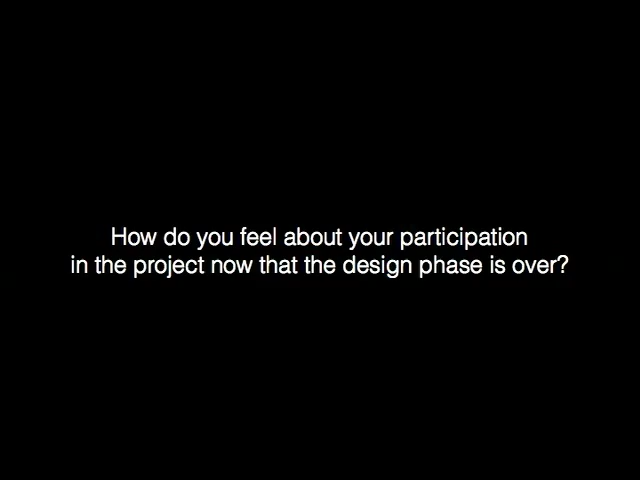 How do you feel about your participation
in the project now that the design phase is over?